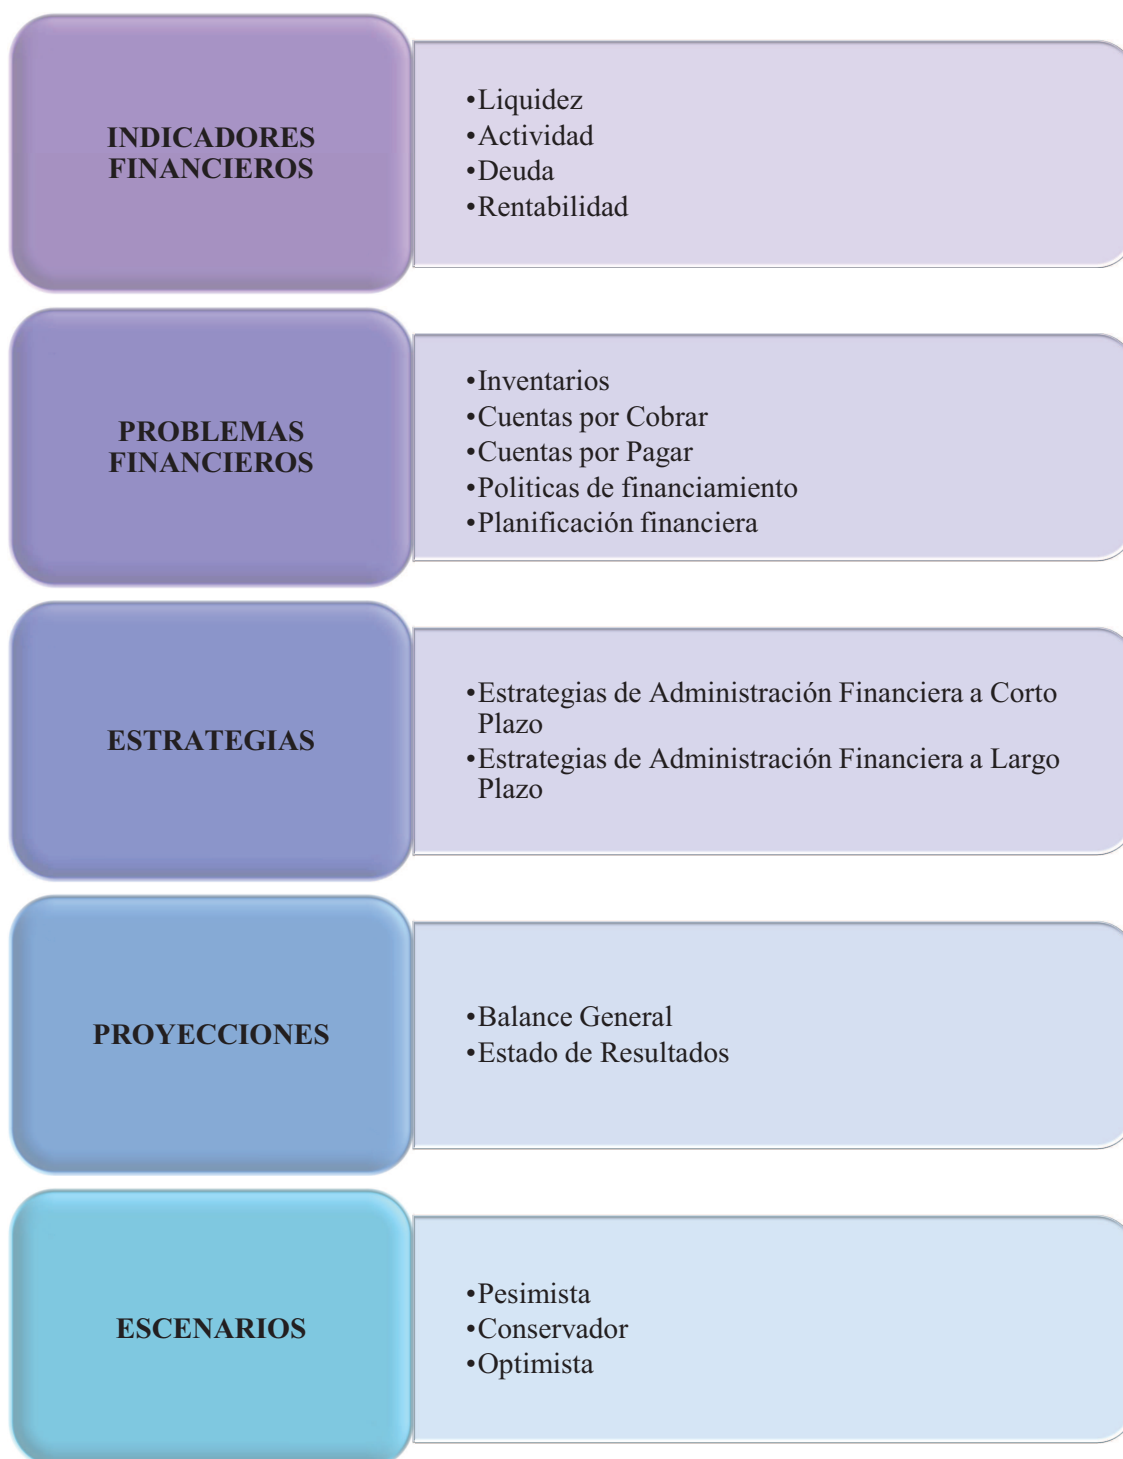 INDICADORES
FINANCIEROS
•Liquidez
•Actividad
•Deuda
•Rentabilidad
PROBLEMAS
FINANCIEROS
•Inventarios
•Cuentas por Cobrar
•Cuentas por Pagar
•Politicas de financiamiento
•Planificación financiera
ESTRATEGIAS
•Estrategias de Administración Financiera a Corto
Plazo
•Estrategias de Administración Financiera a Largo
Plazo
PROYECCIONES
•Balance General
•Estado de Resultados
ESCENARIOS
•Pesimista
•Conservador
•Optimista